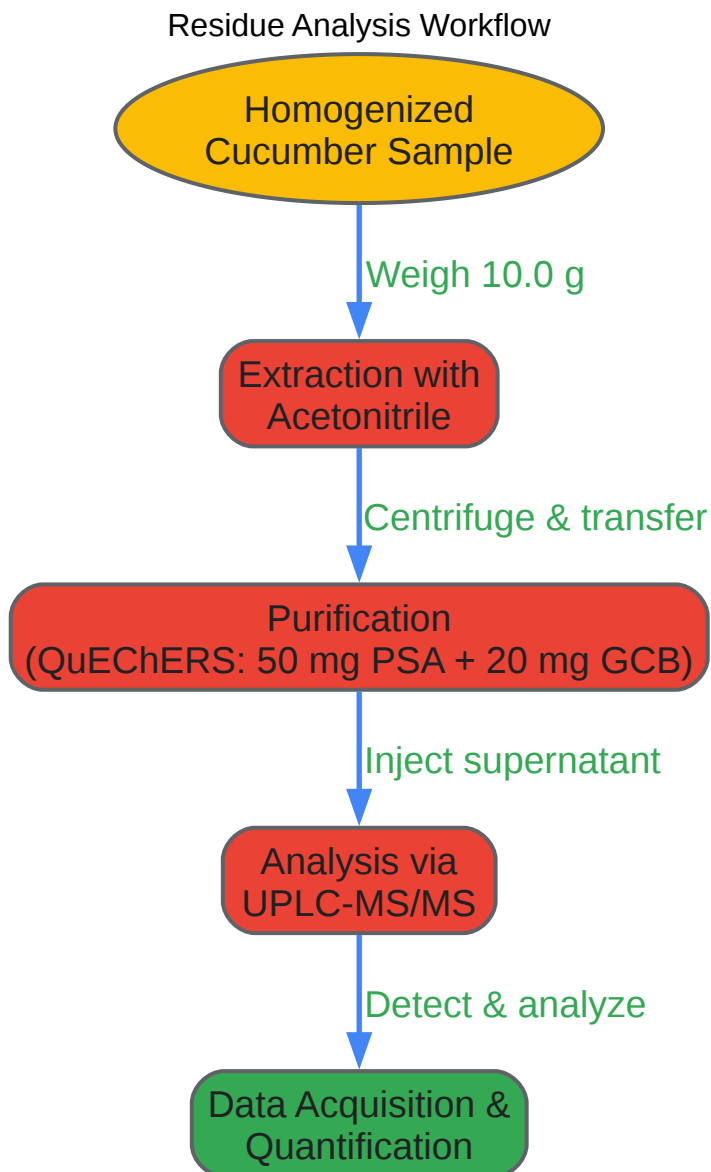 Residue Analysis Workflow
Homogenized
Cucumber Sample
Weigh 10.0 g
Extraction with
Acetonitrile
Centrifuge & transfer
Purification
(QuEChERS: 50 mg PSA + 20 mg GCB)
Inject supernatant
Analysis via
UPLC-MS/MS
Detect & analyze
Data Acquisition &
Quantification